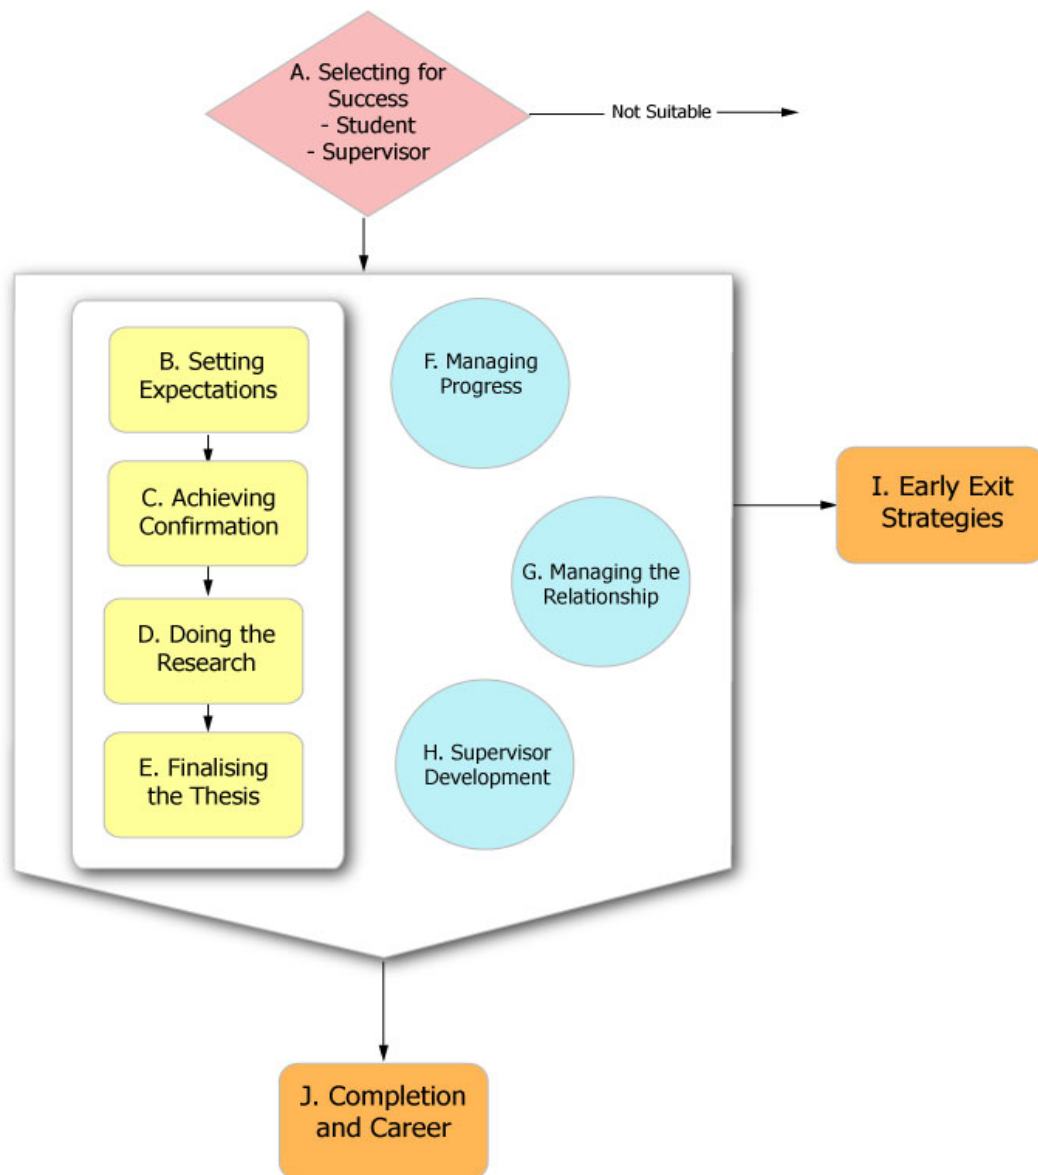 A. Selecting for
Success
- Student
- Supervisor
Not Suitable
B. Setting
Expectations
C. Achieving
Confirmation
D. Doing the
Research
E. Finalising
the Thesis
F. Managing
Progress
G. Managing the
Relationship
H. Supervisor
Development
I. Early Exit
Strategies
J. Completion
and Career